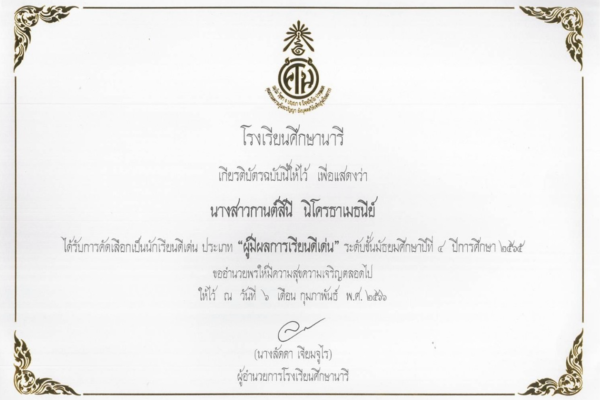 โรงเรียนศึกษานารี
เกียรติบัตรฉบับนี้ให้ไว้ เพื่อแสดงว่า
นางสาวกานต์สินี นิโครธาเมธนีย์
ได้รับการคัดเลือกเป็นนักเรียนดีเด่น ประเภท "ผู้มีผลการเรียนดีเด่น" ระดับชั้นมัธยมศึกษาปีที่ ๔ ปีการศึกษา ๒๕๖๕
ขออำนวยพรให้มีความสุขความเจริญตลอดไป
ให้ไว้ ณ วันที่ ๖ เดือน กุมภาพันธ์ พ.ศ. ๒๕๖๖
(นางลัดดา เจียมจูไร)
ผู้อำนวยการโรงเรียนศึกษานารี